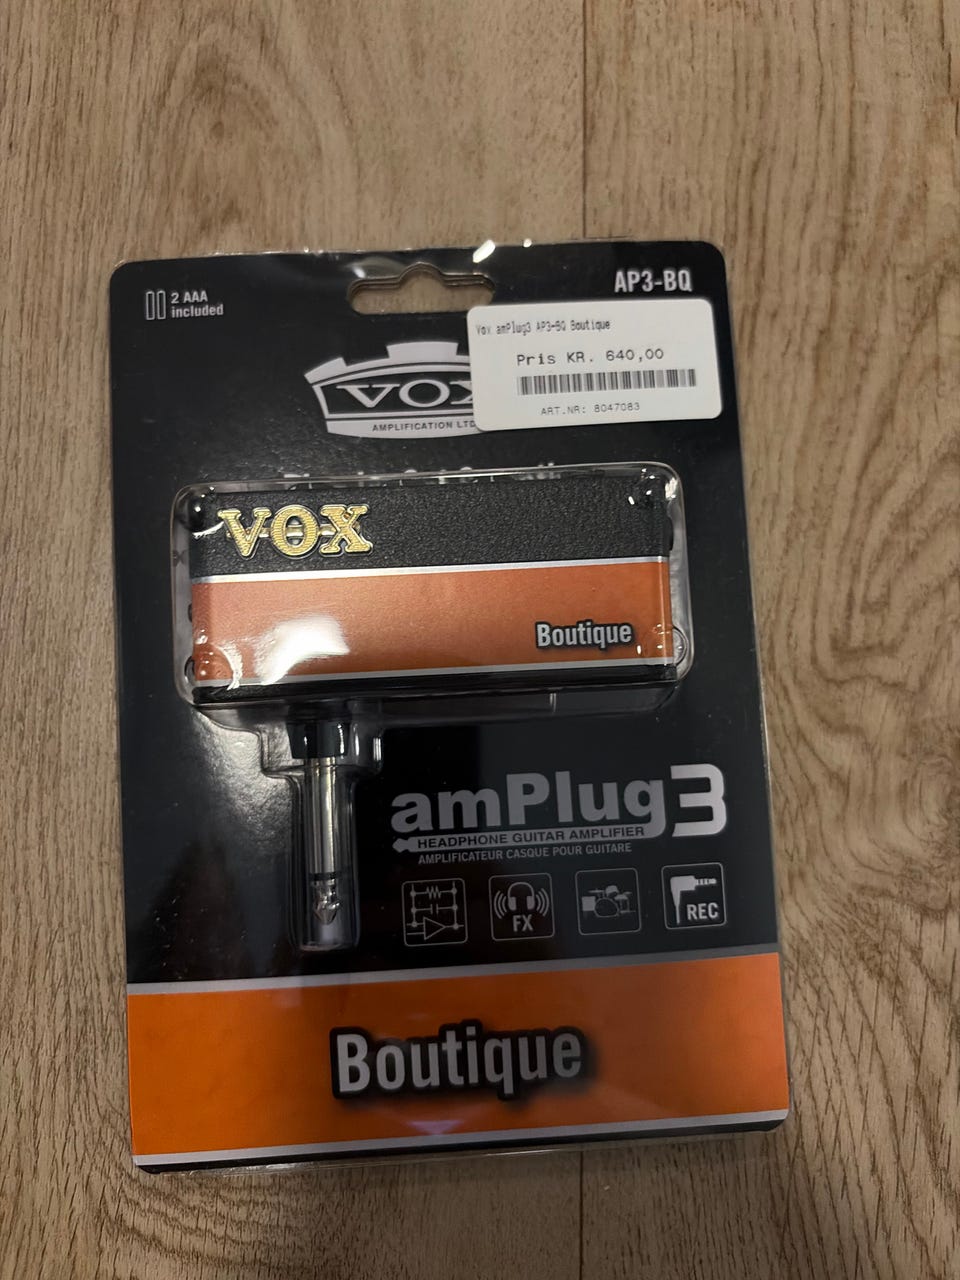 2 AAA
included
AP3-BQ
Vox amPlug3 AP3-BQ Boutique
Pris KR. 640,00
ART.NR: 8047083
VOX
AMPLIFICATION LTD
VOX
Boutique
amPlug3
HEADPHONE GUITAR AMPLIFIER
AMPLIFICATEUR CASQUE POUR GUITARE
FX
REC
Boutique